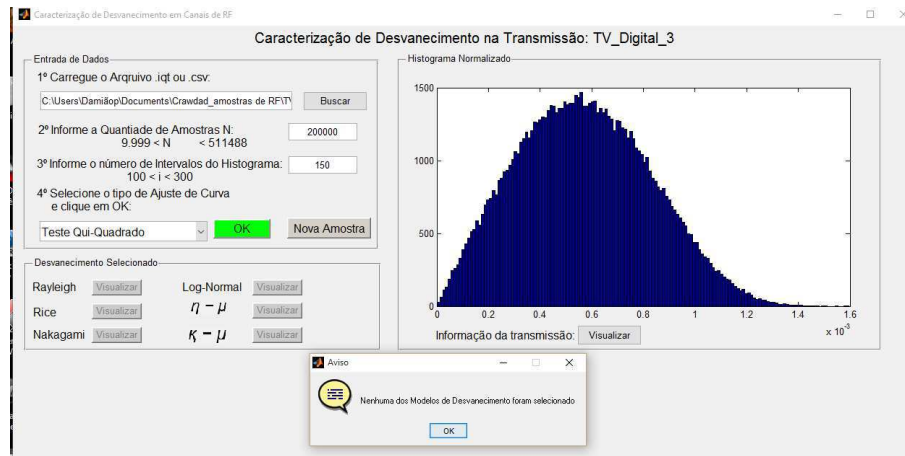 Caracterização de Desvanecimento em Canais de RF
Caracterização de Desvanecimento na Transmissão: TV_Digital_3
Entrada de Dados
1º Carregue o Arqruivo .iqt ou .csv:
C:\Users\Damiãop\Documents\Crawdad_amostras de RF\T\
Buscar
2º Informe a Quantiade de Amostras N:
9.999 < N < 511488
200000
3º Informe o número de Intervalos do Histograma:
100 < i < 300
150
4º Selecione o tipo de Ajuste de Curva
e clique em OK:
Teste Qui-Quadrado
OK
Nova Amostra
Desvanecimento Selecionado
Rayleigh Visualizar Log-Normal Visualizar
Rice Visualizar η − μ Visualizar
Nakagami Visualizar κ − μ Visualizar
Histograma Normalizado
1500
1000
500
0
0 0.2 0.4 0.6 0.8 1 1.2 1.4 1.6
x 10⁻³
Informação da transmissão: Visualizar
Aviso
Nenhuma dos Modelos de Desvanecimento foram selecionado
OK